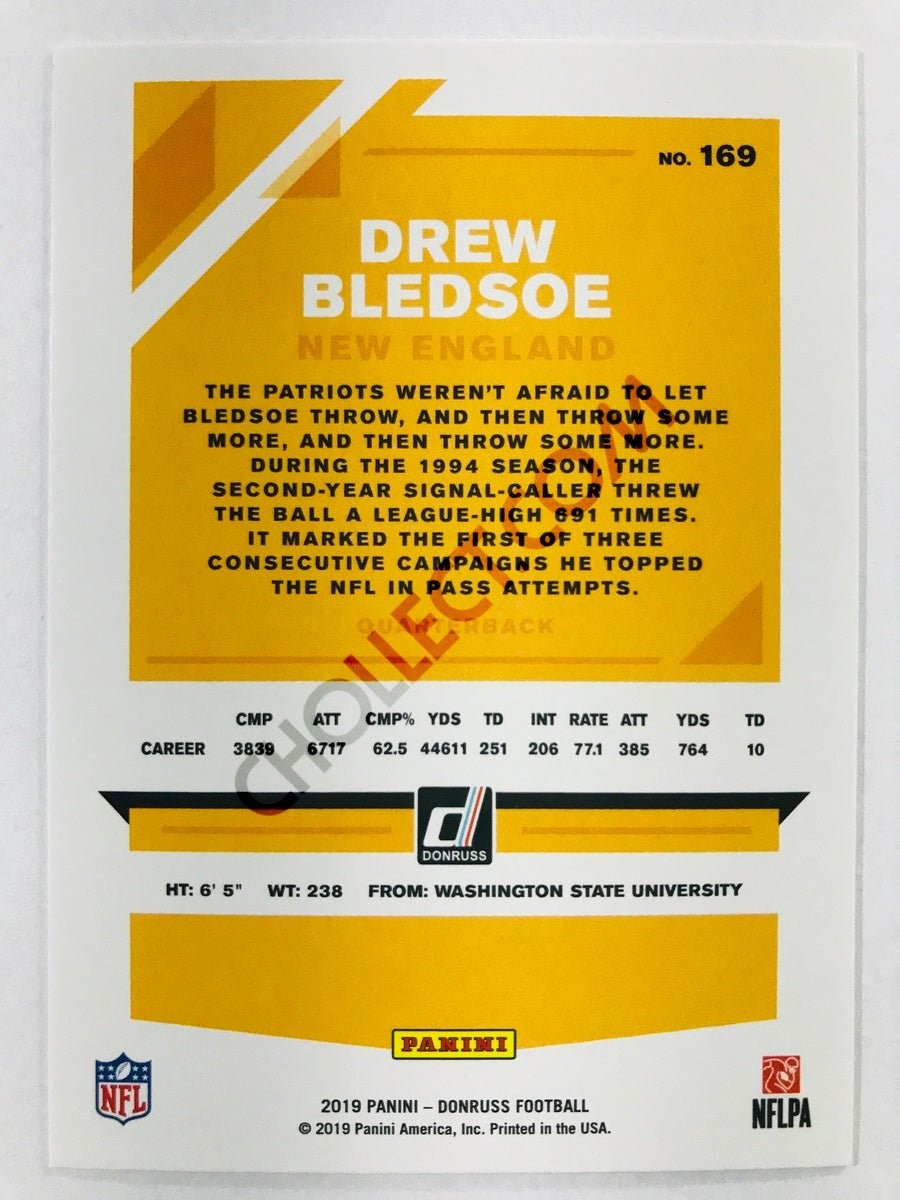 NO. 169
DREW
BLEDSOE
NEW ENGLAND
THE PATRIOTS WEREN'T AFRAID TO LET
BLEDSOE THROW, AND THEN THROW SOME
MORE, AND THEN THROW SOME MORE.
DURING THE 1994 SEASON, THE
SECOND-YEAR SIGNAL-CALLER THREW
THE BALL A LEAGUE-HIGH 691 TIMES.
IT MARKED THE FIRST OF THREE
CONSECUTIVE CAMPAIGNS HE TOPPED
THE NFL IN PASS ATTEMPTS.
QUARTERBACK
CHOLLECT.COM
CMP ATT CMP% YDS TD INT RATE ATT YDS TD
CAREER 3839 6717 62.5 44611 251 206 77.1 385 764 10
d
DONRUSS
HT: 6' 5" WT: 238 FROM: WASHINGTON STATE UNIVERSITY
PANINI
NFL
NFLPA
2019 PANINI – DONRUSS FOOTBALL
© 2019 Panini America, Inc. Printed in the USA.